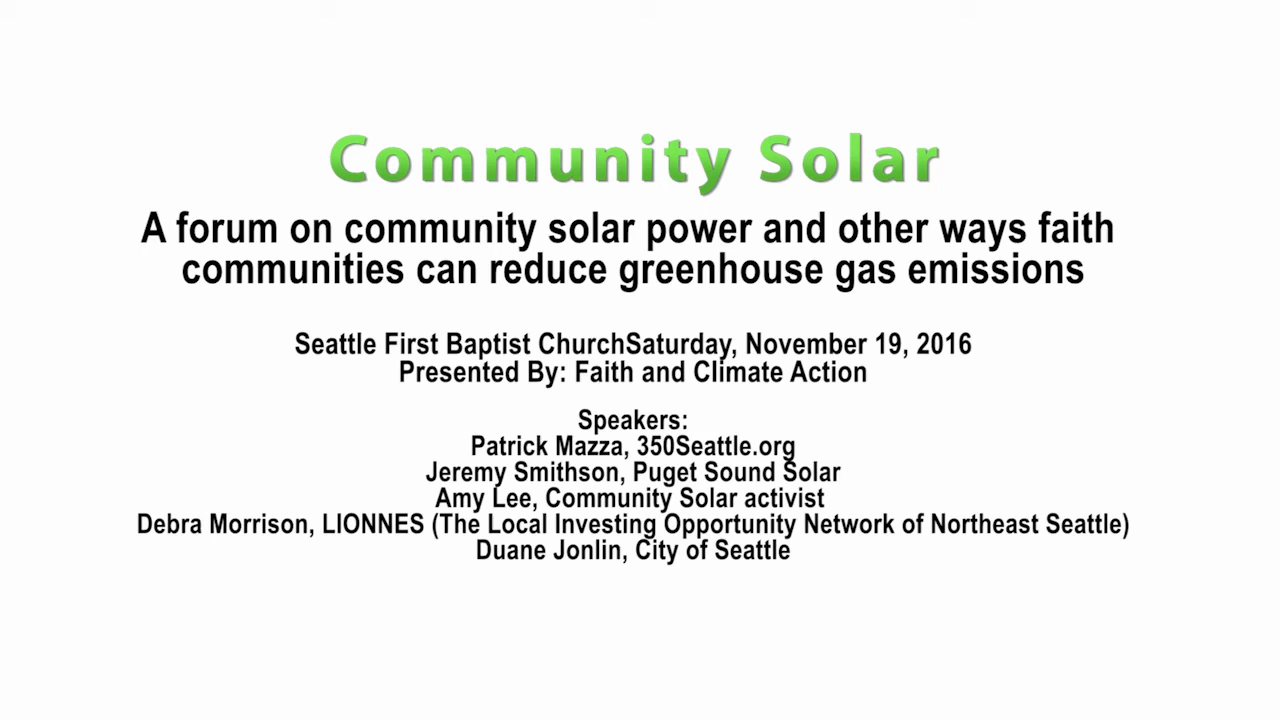 Community Solar
A forum on community solar power and other ways faith
communities can reduce greenhouse gas emissions
Seattle First Baptist ChurchSaturday, November 19, 2016
Presented By: Faith and Climate Action
Speakers:
Patrick Mazza, 350Seattle.org
Jeremy Smithson, Puget Sound Solar
Amy Lee, Community Solar activist
Debra Morrison, LIONNES (The Local Investing Opportunity Network of Northeast Seattle)
Duane Jonlin, City of Seattle